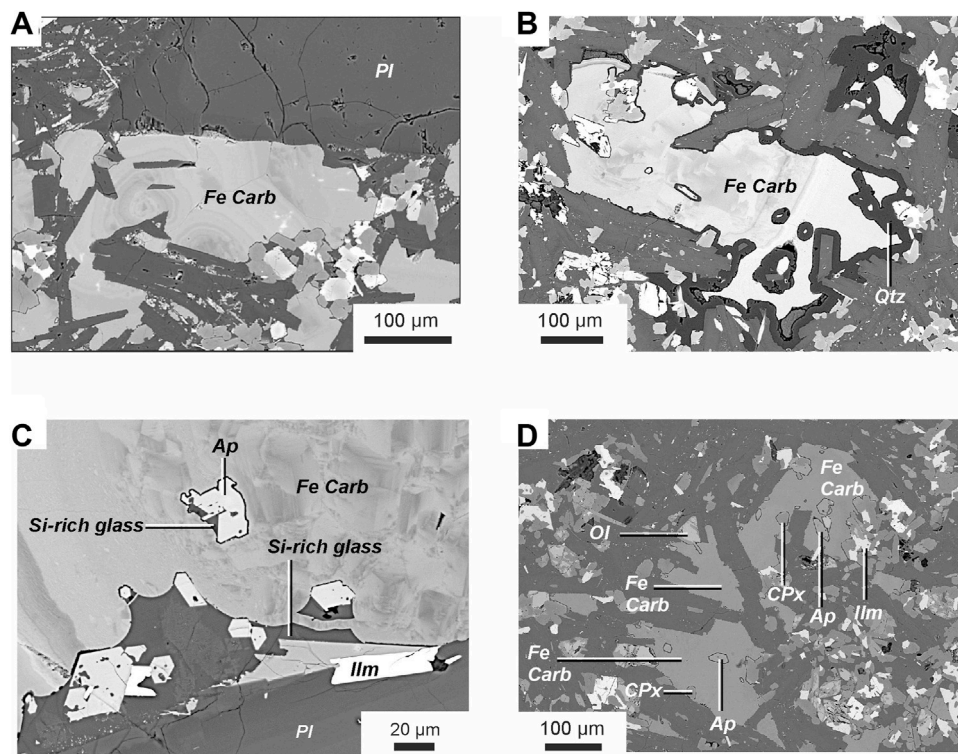 A
Pl
Fe Carb
100 µm
B
Fe Carb
Qtz
100 µm
C
Ap
Fe Carb
Si-rich glass
Si-rich glass
Ilm
Pl
20 µm
D
Fe
Carb
Ol
CPx
Ap
Ilm
Fe
Carb
Fe
Carb
CPx
Ap
100 µm